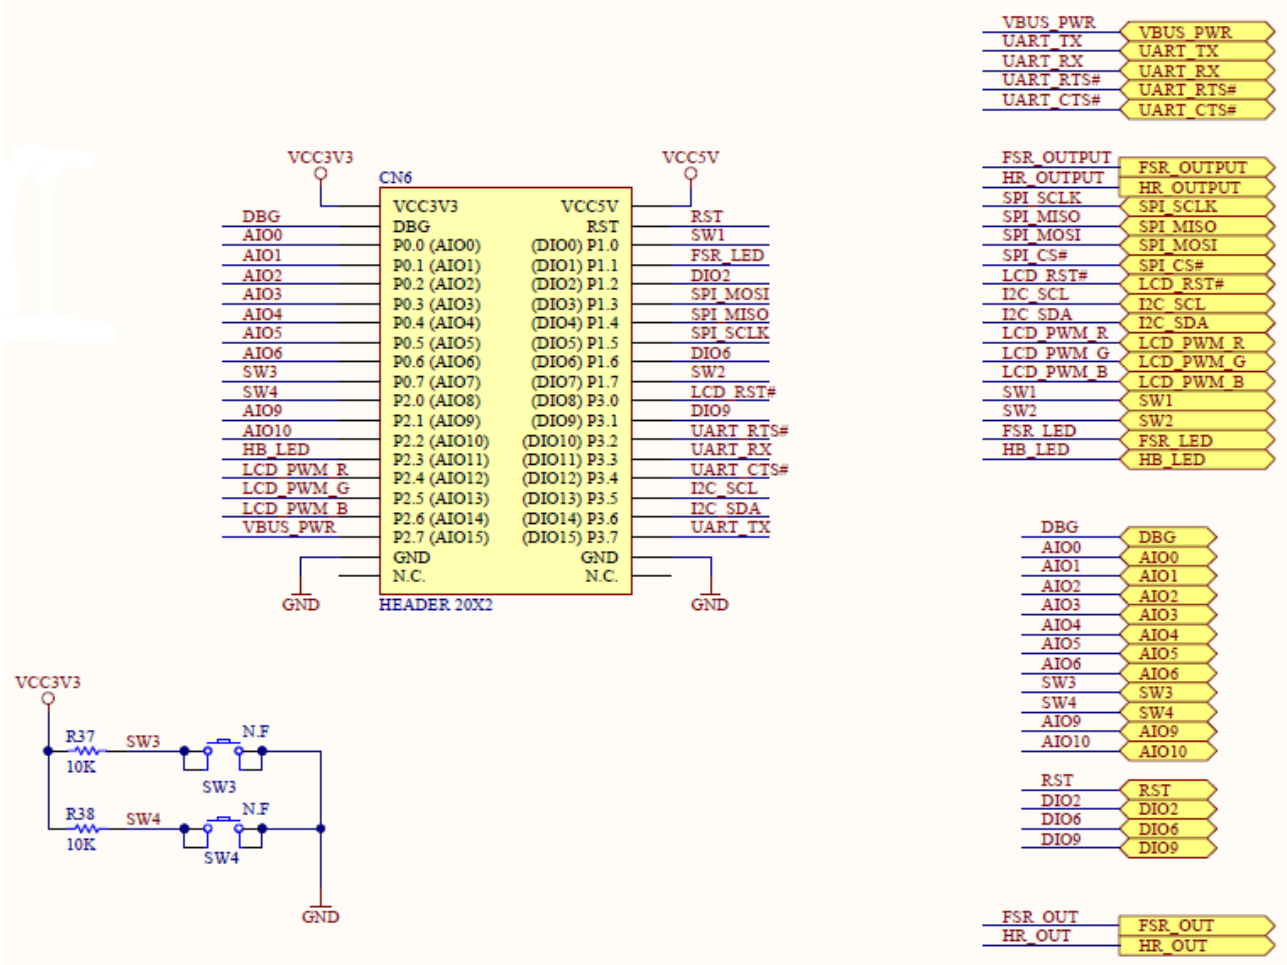 VCC3V3
VCC5V
CN6
VCC3V3 VCC5V
DBG DBG RST RST
AIO0 P0.0 (AIO0) (DIO0) P1.0 SW1
AIO1 P0.1 (AIO1) (DIO1) P1.1 FSR_LED
AIO2 P0.2 (AIO2) (DIO2) P1.2 DIO2
AIO3 P0.3 (AIO3) (DIO3) P1.3 SPI_MOSI
AIO4 P0.4 (AIO4) (DIO4) P1.4 SPI_MISO
AIO5 P0.5 (AIO5) (DIO5) P1.5 SPI_SCLK
AIO6 P0.6 (AIO6) (DIO6) P1.6 DIO6
SW3 P0.7 (AIO7) (DIO7) P1.7 SW2
SW4 P2.0 (AIO8) (DIO8) P3.0 LCD_RST#
AIO9 P2.1 (AIO9) (DIO9) P3.1 DIO9
AIO10 P2.2 (AIO10) (DIO10) P3.2 UART_RTS#
HB_LED P2.3 (AIO11) (DIO11) P3.3 UART_RX
LCD_PWM_R P2.4 (AIO12) (DIO12) P3.4 UART_CTS#
LCD_PWM_G P2.5 (AIO13) (DIO13) P3.5 I2C_SCL
LCD_PWM_B P2.6 (AIO14) (DIO14) P3.6 I2C_SDA
VBUS_PWR P2.7 (AIO15) (DIO15) P3.7 UART_TX
GND GND
N.C. N.C.
GND
HEADER 20X2
GND
VCC3V3
R37 SW3 N.F
10K
SW3
R38 SW4 N.F
10K
SW4
GND
VBUS_PWR VBUS_PWR
UART_TX UART_TX
UART_RX UART_RX
UART_RTS# UART_RTS#
UART_CTS# UART_CTS#
FSR_OUTPUT FSR_OUTPUT
HR_OUTPUT HR_OUTPUT
SPI_SCLK SPI_SCLK
SPI_MISO SPI_MISO
SPI_MOSI SPI_MOSI
SPI_CS# SPI_CS#
LCD_RST# LCD_RST#
I2C_SCL I2C_SCL
I2C_SDA I2C_SDA
LCD_PWM_R LCD_PWM_R
LCD_PWM_G LCD_PWM_G
LCD_PWM_B LCD_PWM_B
SW1 SW1
SW2 SW2
FSR_LED FSR_LED
HB_LED HB_LED
DBG DBG
AIO0 AIO0
AIO1 AIO1
AIO2 AIO2
AIO3 AIO3
AIO4 AIO4
AIO5 AIO5
AIO6 AIO6
SW3 SW3
SW4 SW4
AIO9 AIO9
AIO10 AIO10
RST RST
DIO2 DIO2
DIO6 DIO6
DIO9 DIO9
FSR_OUT FSR_OUT
HR_OUT HR_OUT